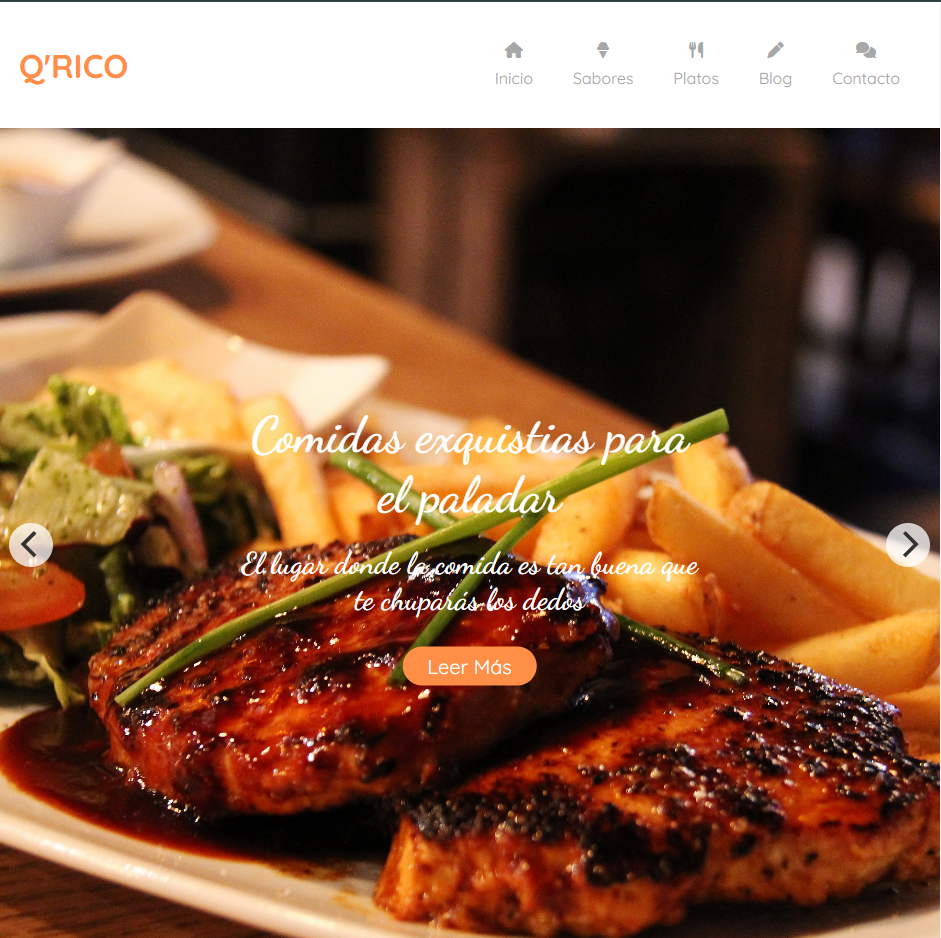 Q'RICO
Inicio
Sabores
Platos
Blog
Contacto
Comidas exquistias para
el paladar
El lugar donde la comida es tan buena que
te chuparás los dedos
Leer Más